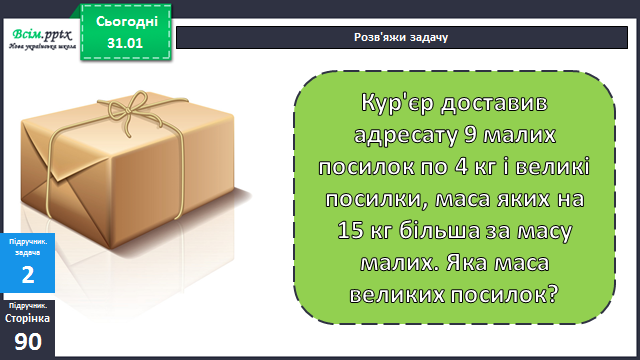 Всім.pptx
Нова українська школа
Сьогодні
31.01
Розв'яжи задачу
Кур'єр доставив
адресату 9 малих
посилок по 4 кг і великі
посилки, маса яких на
15 кг більша за масу
малих. Яка маса
великих посилок?
Підручник.
задача
2
Підручник.
Сторінка
90